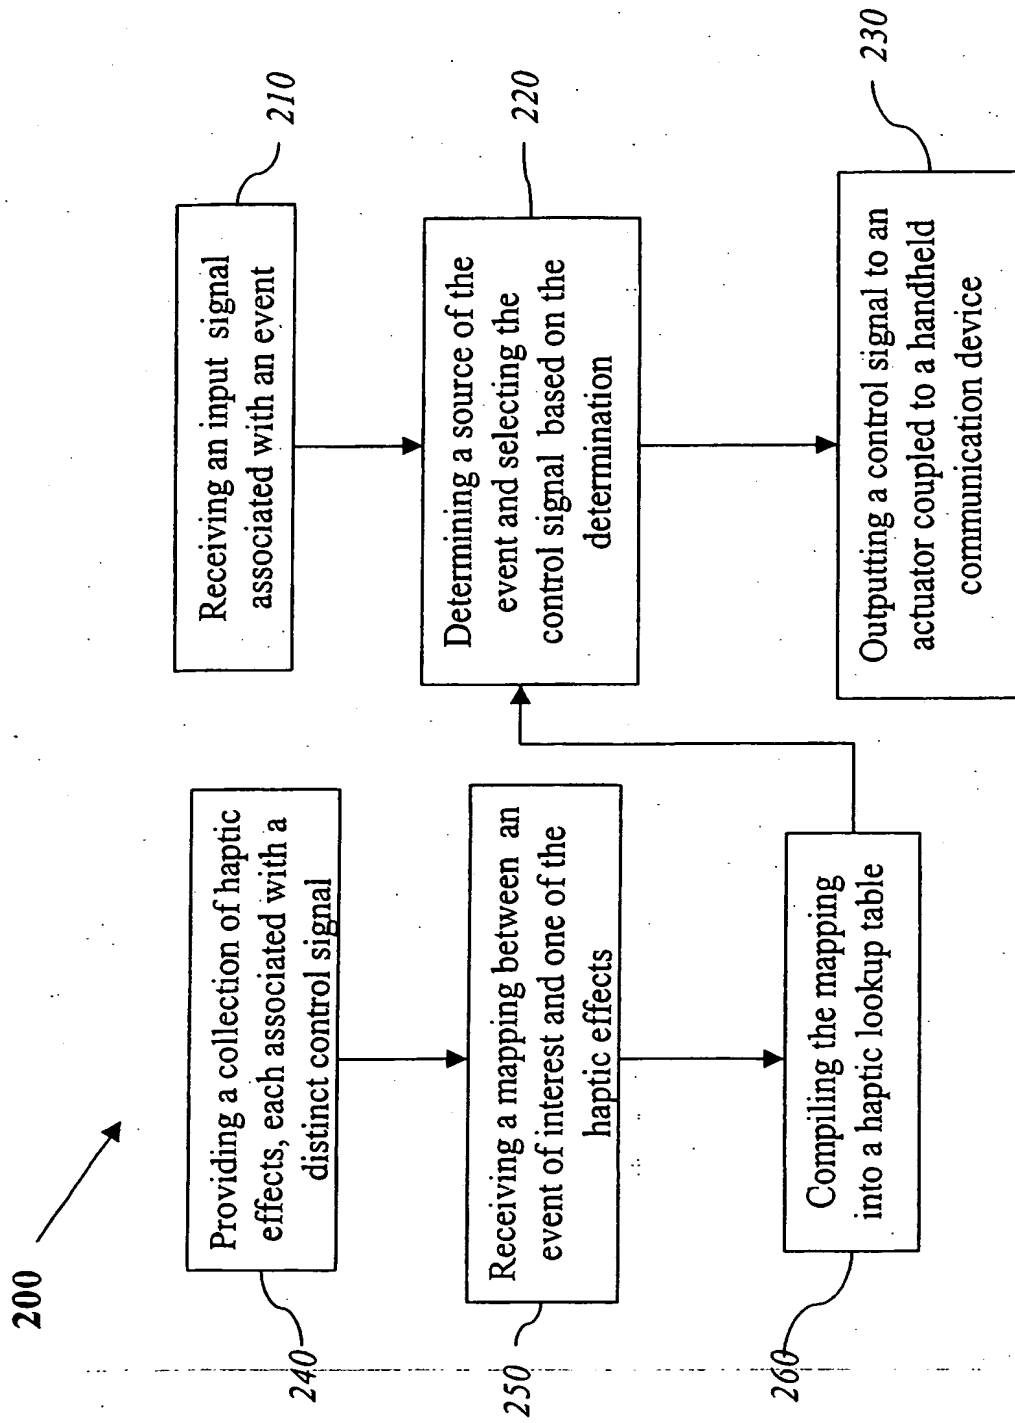 200
Receiving an input signal
associated with an event
210
Determining a source of the
event and selecting the
control signal based on the
determination
220
Outputting a control signal to an
actuator coupled to a handheld
communication device
230
Providing a collection of haptic
effects, each associated with a
distinct control signal
240
Receiving a mapping between an
event of interest and one of the
haptic effects
250
Compiling the mapping
into a haptic lookup table
260